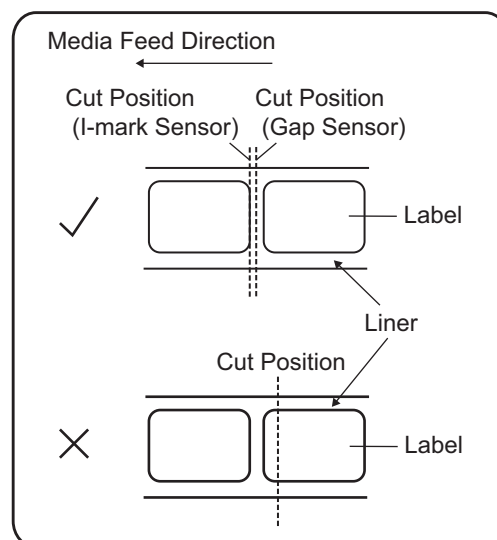 Media Feed Direction
Cut Position
(I-mark Sensor)
Cut Position
(Gap Sensor)
Label
Liner
Cut Position
Label